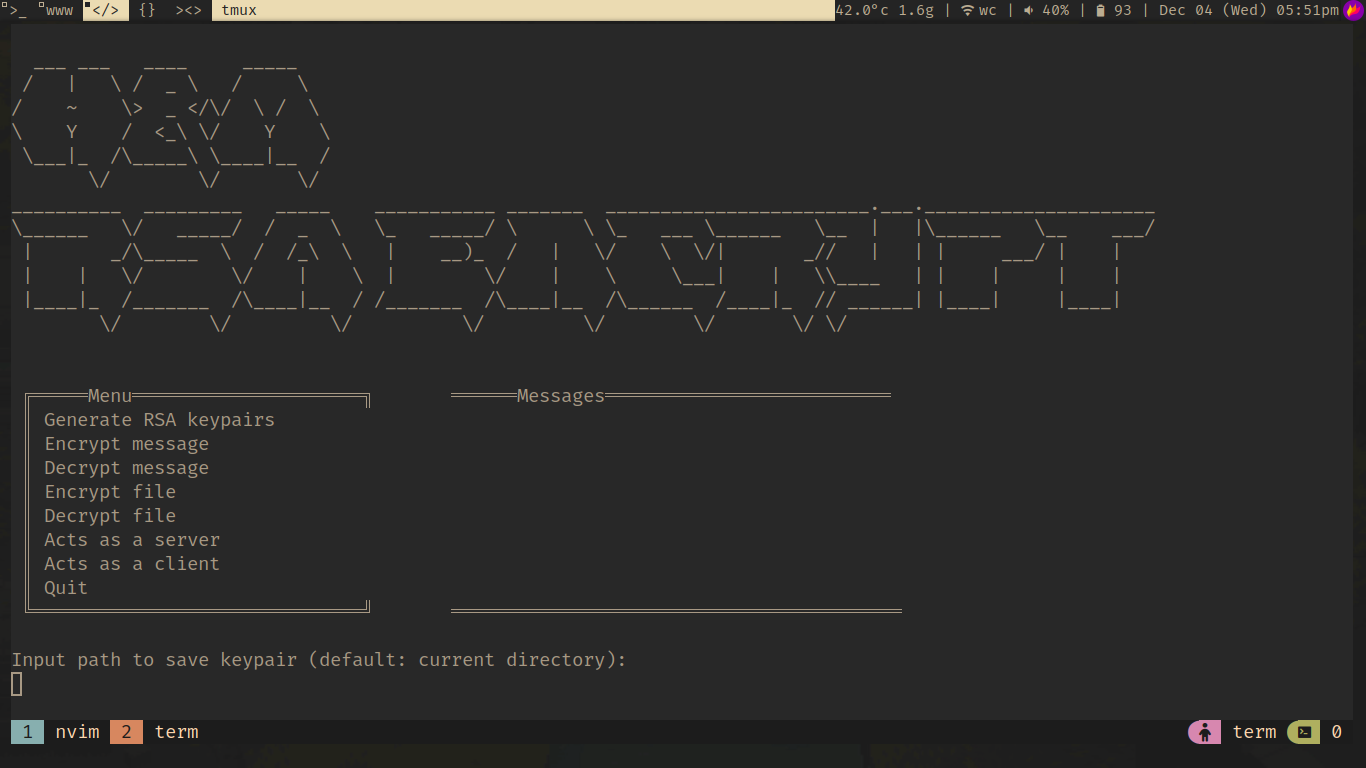 >_ www </> {} ><> tmux 42.0°c 1.6g | wc | 40% | 93 | Dec 04 (Wed) 05:51pm
H&A
RSA ENCRYPT
Menu
Messages
Generate RSA keypairs
Encrypt message
Decrypt message
Encrypt file
Decrypt file
Acts as a server
Acts as a client
Quit
Input path to save keypair (default: current directory):
1 nvim 2 term term 0